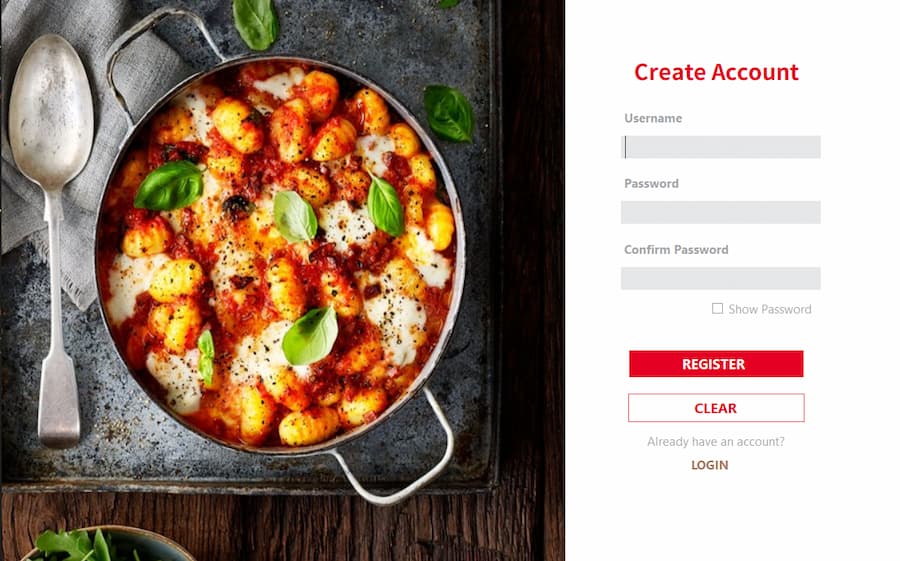 Create Account
Username
Password
Confirm Password
Show Password
REGISTER
CLEAR
Already have an account?
LOGIN